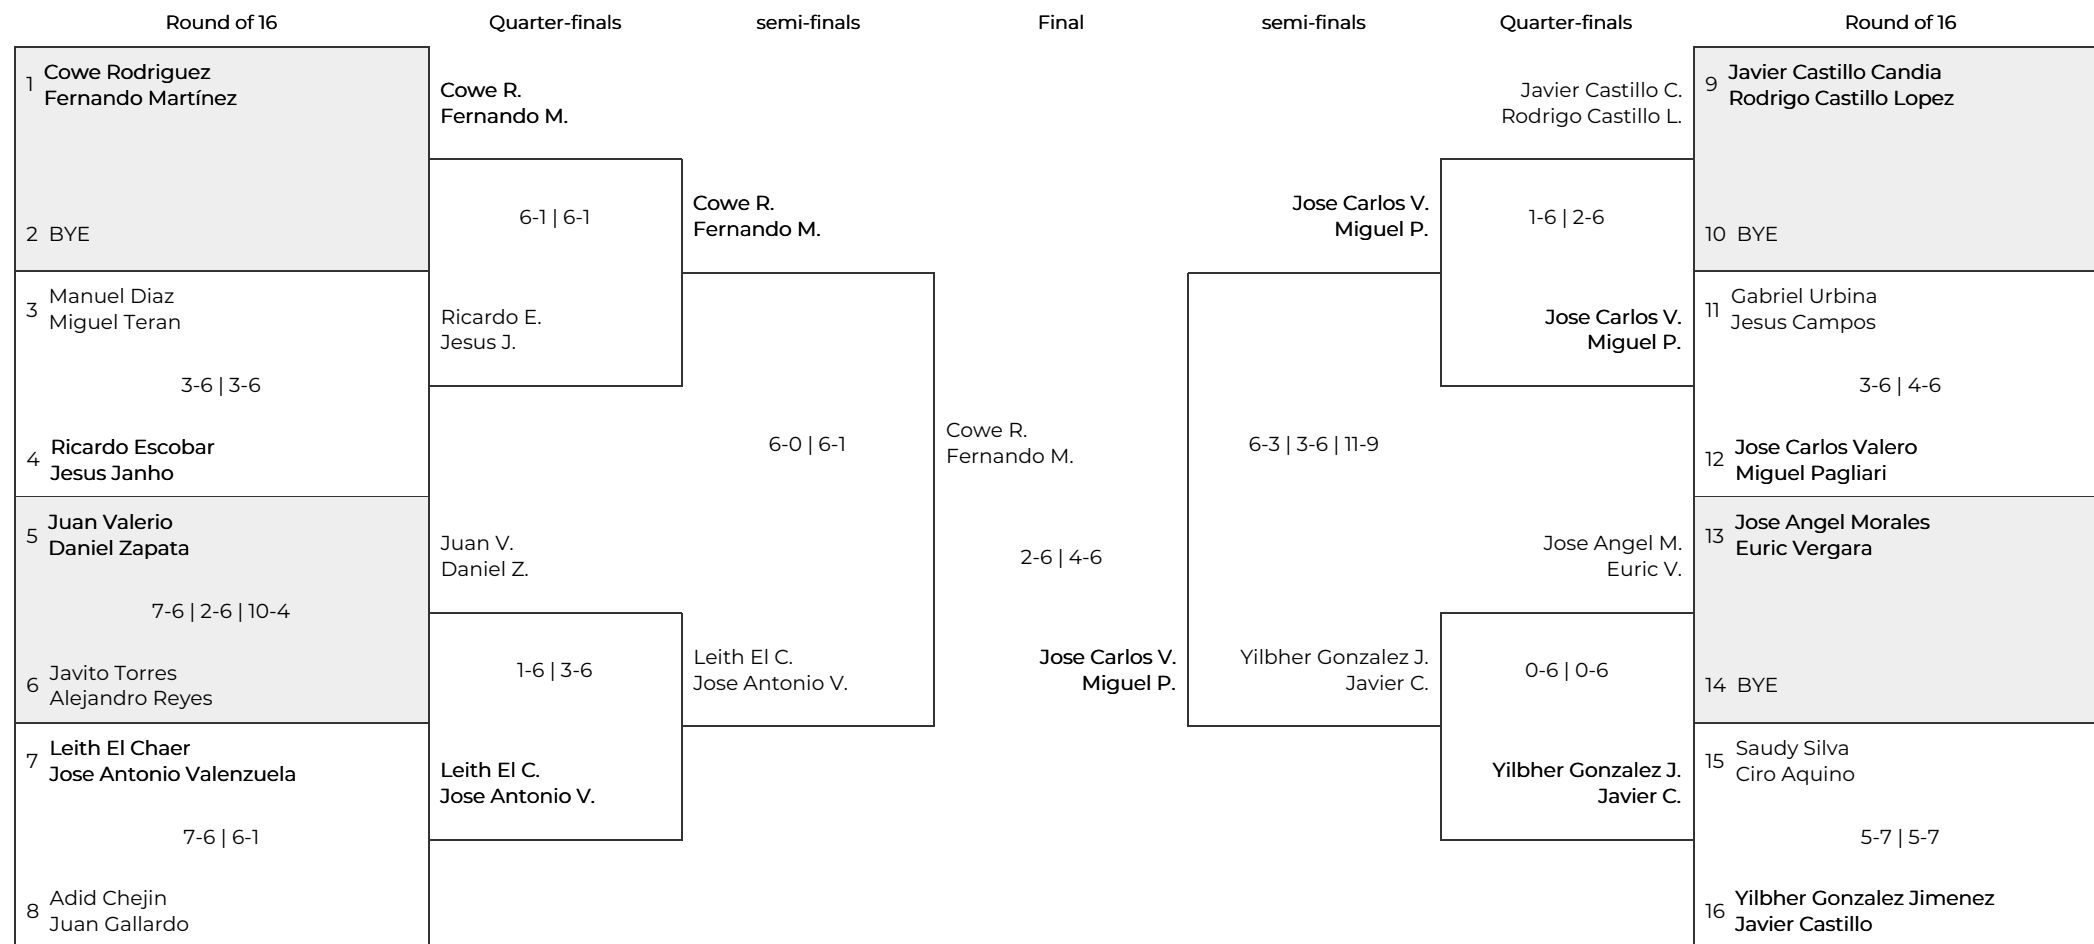 Round of 16
Quarter-finals
semi-finals
Final
semi-finals
Quarter-finals
Round of 16
1
Cowe Rodriguez
Fernando Martínez
2 BYE
3
Manuel Diaz
Miguel Teran
3-6 | 3-6
4
Ricardo Escobar
Jesus Janho
5
Juan Valerio
Daniel Zapata
7-6 | 2-6 | 10-4
6
Javito Torres
Alejandro Reyes
7
Leith El Chaer
Jose Antonio Valenzuela
7-6 | 6-1
8
Adid Chejin
Juan Gallardo
Cowe R.
Fernando M.
6-1 | 6-1
Ricardo E.
Jesus J.
Juan V.
Daniel Z.
1-6 | 3-6
Leith El C.
Jose Antonio V.
Cowe R.
Fernando M.
6-0 | 6-1
Leith El C.
Jose Antonio V.
Cowe R.
Fernando M.
2-6 | 4-6
Jose Carlos V.
Miguel P.
Jose Carlos V.
Miguel P.
6-3 | 3-6 | 11-9
Yilbher Gonzalez J.
Javier C.
Javier Castillo C.
Rodrigo Castillo L.
1-6 | 2-6
Jose Carlos V.
Miguel P.
Jose Angel M.
Euric V.
0-6 | 0-6
Yilbher Gonzalez J.
Javier C.
9
Javier Castillo Candia
Rodrigo Castillo Lopez
10 BYE
11
Gabriel Urbina
Jesus Campos
3-6 | 4-6
12
Jose Carlos Valero
Miguel Pagliari
13
Jose Angel Morales
Euric Vergara
14 BYE
15
Saudy Silva
Ciro Aquino
5-7 | 5-7
16
Yilbher Gonzalez Jimenez
Javier Castillo